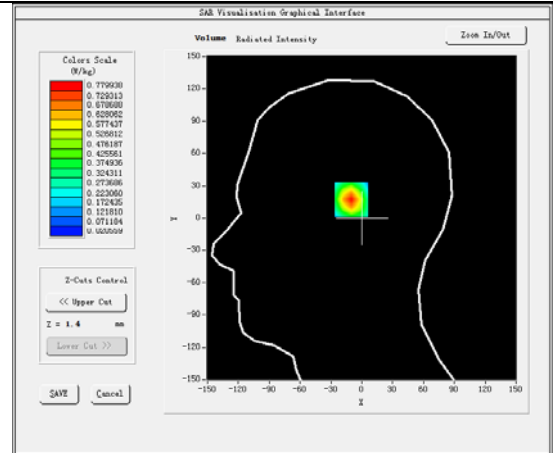 SAR Visualisation Graphical Interface
Volume Radiated Intensity
Zoom In/Out
Colors Scale
(W/kg)
0.779938
0.729313
0.678688
0.628062
0.577437
0.526812
0.476187
0.425561
0.374936
0.324311
0.273686
0.223060
0.172435
0.121810
0.071184
Z-Cuts Control
<< Upper Cut
Z = 1.4 mm
Lower Cut >>
SAVE Cancel
150
120
90
60
30
0
-30
-60
-90
-120
-150
Y
-150 -120 -90 -60 -30 0 30 60 90 120 150
X